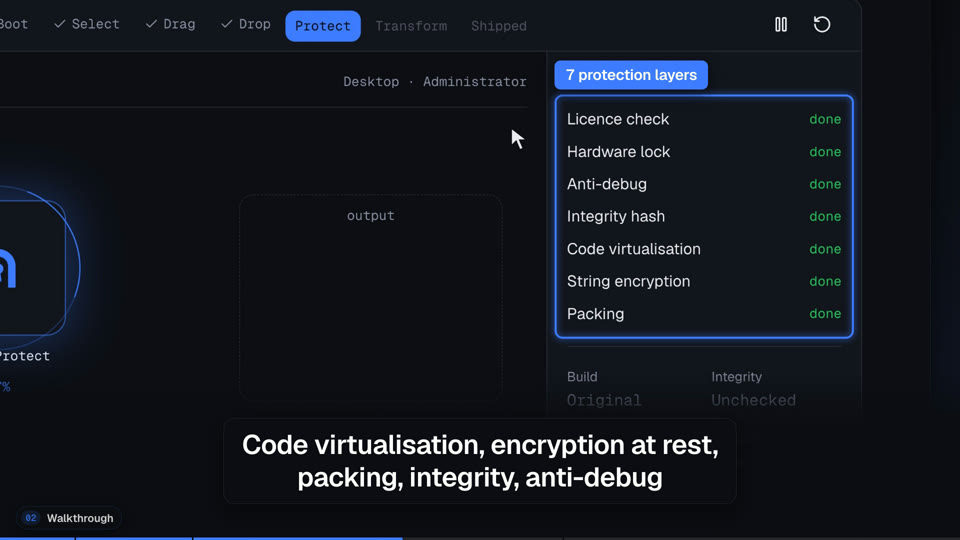 Boot ✓ Select ✓ Drag ✓ Drop Protect Transform Shipped
Desktop · Administrator
7 protection layers
Licence check done
Hardware lock done
Anti-debug done
Integrity hash done
Code virtualisation done
String encryption done
Packing done
output
Protect
%
Build Integrity
Original Unchecked
Code virtualisation, encryption at rest,
packing, integrity, anti-debug
02 Walkthrough